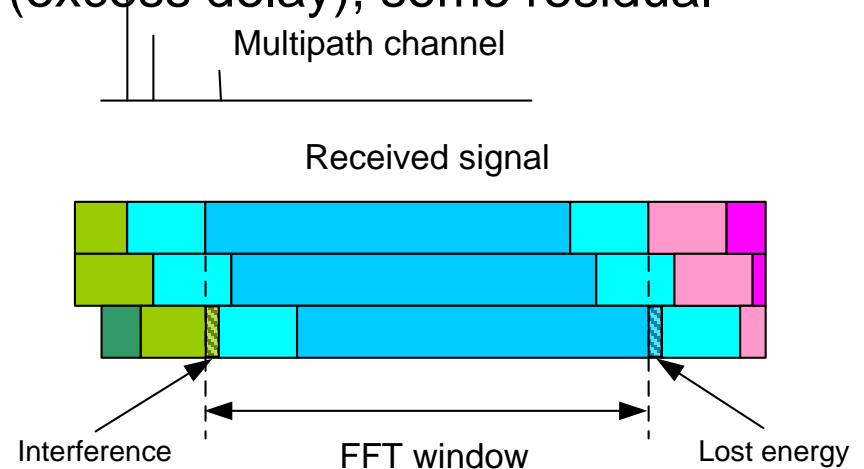 (excess delay), some residual
Multipath channel
Received signal
Interference
FFT window
Lost energy